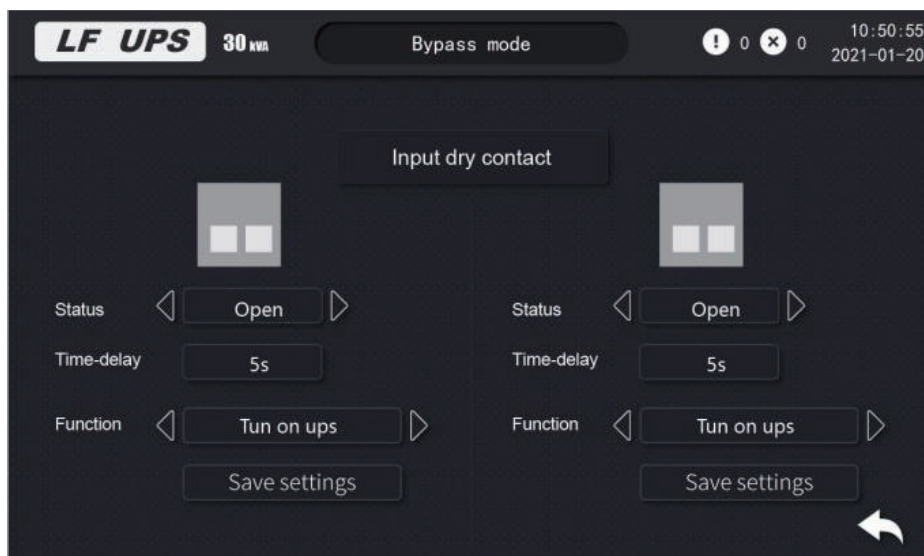 LF UPS 30 KVA Bypass mode ! 0 × 0 10:50:55
2021-01-20
Input dry contact
Status Open Status Open
Time-delay 5s Time-delay 5s
Function Tun on ups Function Tun on ups
Save settings Save settings